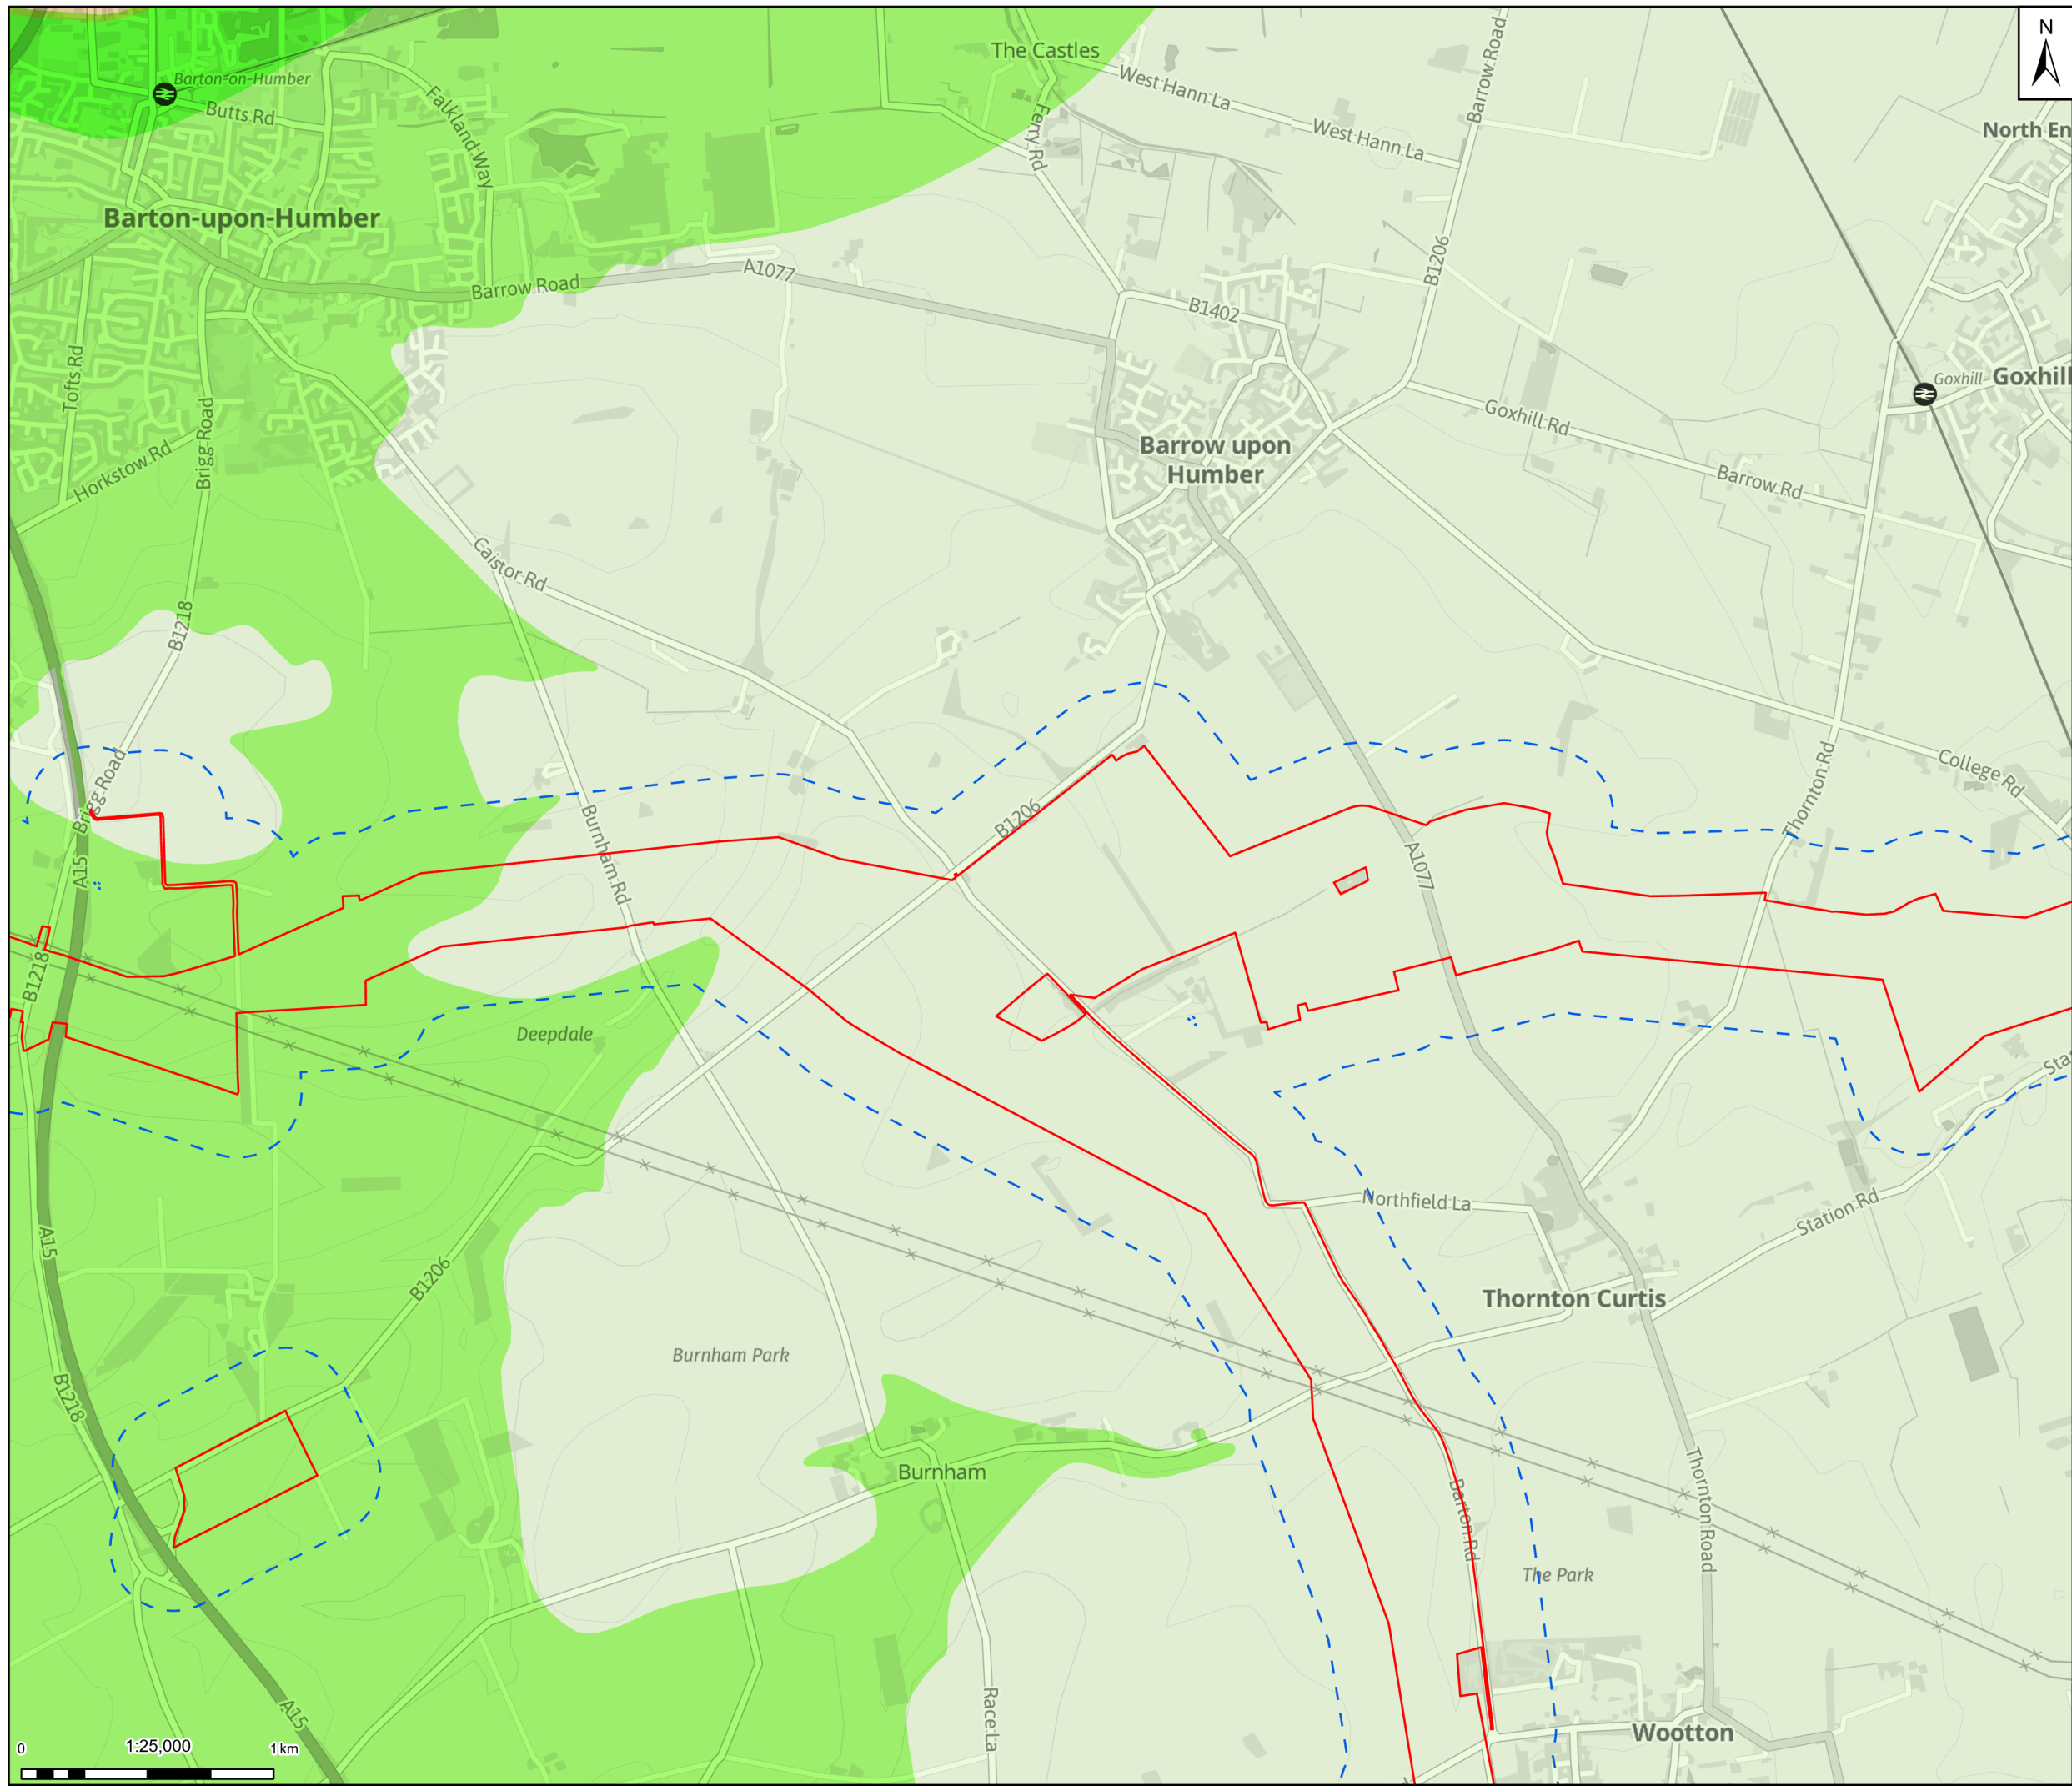 The Castles
N
West Hann La
Barrow Road
Barton-on-Humber
Butts Rd
Falkland Way
Ferry Rd
West Hann La
North En
Barton-upon-Humber
B1206
A1077
Barrow Road
B1402
Tofts Rd
Goxhill
Goxhill
Goxhill Rd
Brigg Road
Barrow upon
Humber
Horkstow Rd
Barrow Rd
Caistor Rd
B1218
Brigg Road
Thornton Rd
College Rd
B1206
Burnham Rd
A15
A1077
B1218
Deepdale
Sta
Northfield La
Station Rd
A15
B1206
Thornton Curtis
Burnham Park
B1218
Burnham
Barton Rd
Thornton Road
The Park
Race La
A15
Wootton
0
1:25,000
1 km